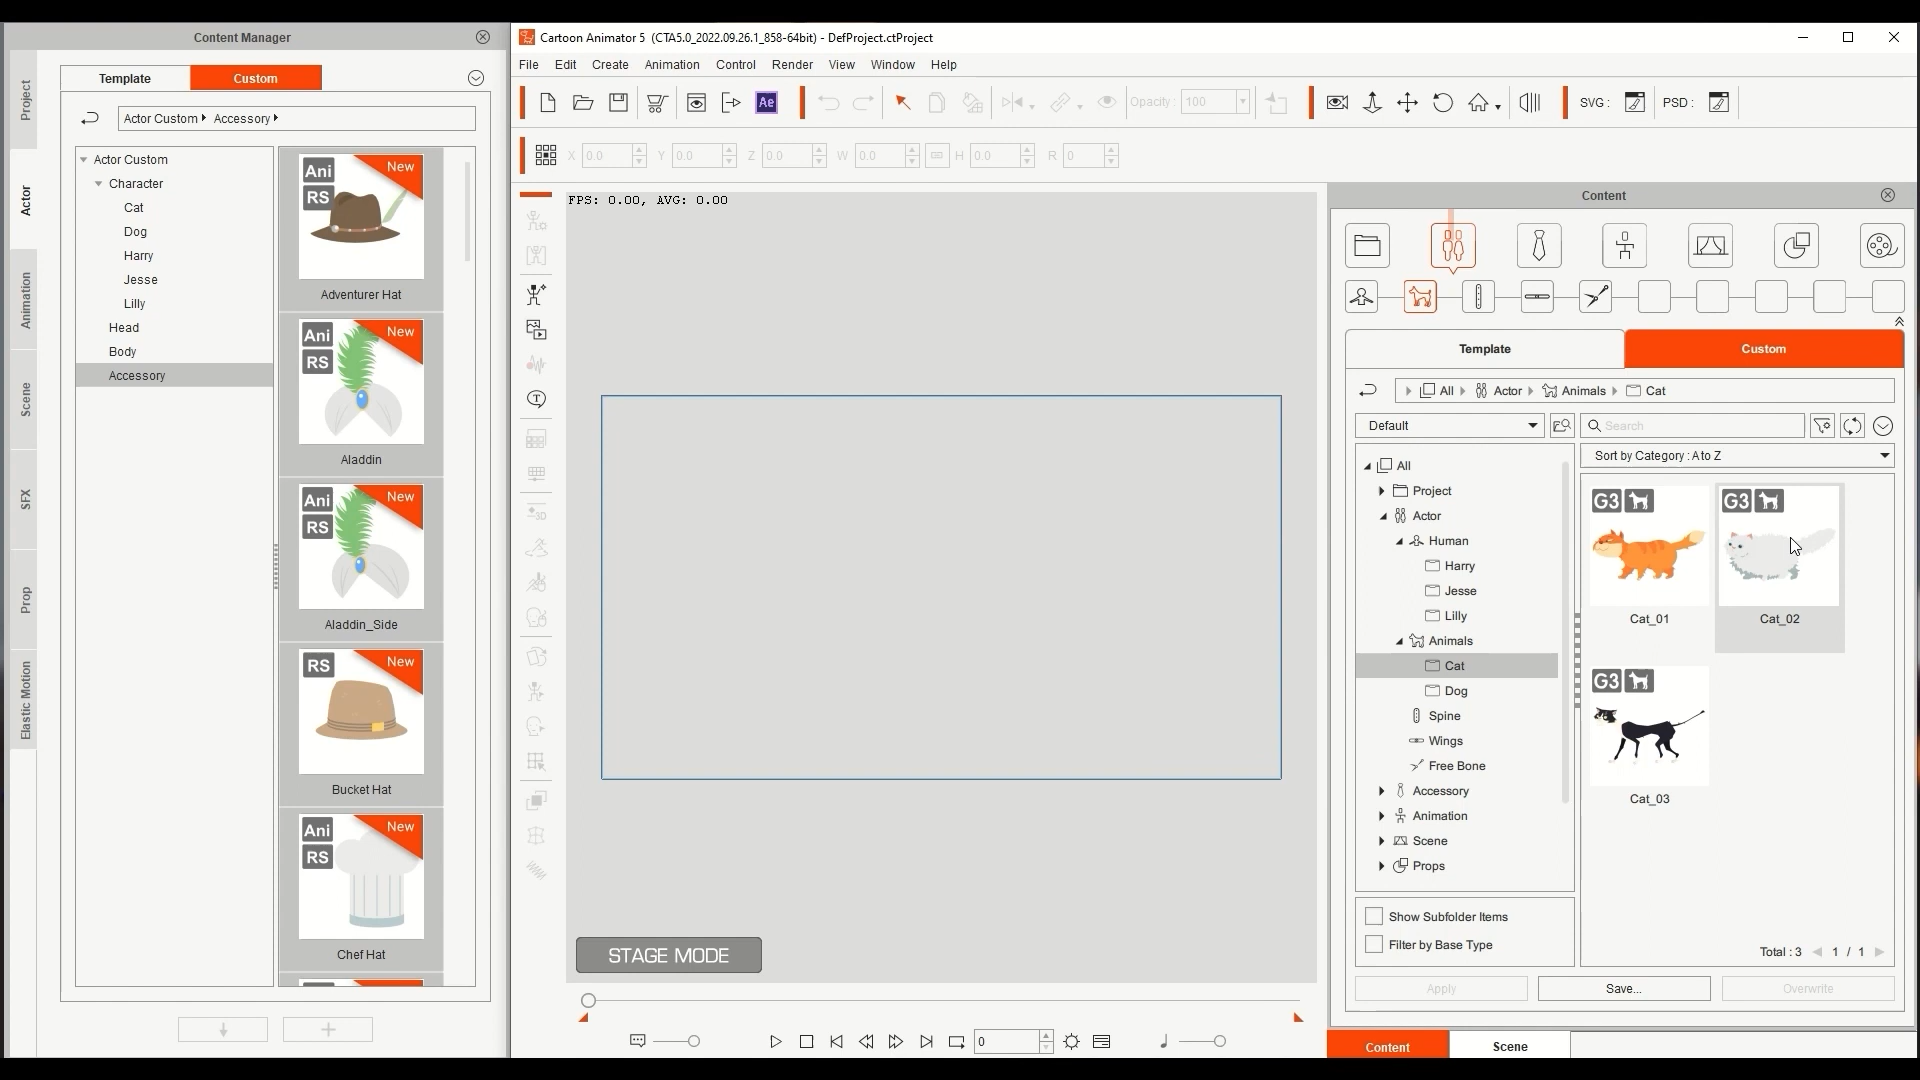 Content Manager
Template
Custom
Actor Custom
Accessory
Project
Actor
Animation
Scene
SFX
Prop
Elastic Motion
Actor Custom
Character
Cat
Dog
Harry
Jesse
Lilly
Head
Body
Accessory
Ani
RS
New
Adventurer Hat
Ani
RS
New
Aladdin
Ani
RS
New
Aladdin_Side
RS
New
Bucket Hat
Ani
RS
New
Chef Hat
Cartoon Animator 5 (CTA5.0_2022.09.26.1_858-64bit) - DefProject.ctProject
File Edit Create Animation Control Render View Window Help
Ae
Opacity : 100
SVG :
PSD :
X 0.0 Y 0.0 Z 0.0 W 0.0 H 0.0 R 0
FPS: 0.00, AVG: 0.00
STAGE MODE
0
Content
Template
Custom
All
Actor
Animals
Cat
Default
Search
Sort by Category : A to Z
All
Project
Actor
Human
Harry
Jesse
Lilly
Animals
Cat
Dog
Spine
Wings
Free Bone
Accessory
Animation
Scene
Props
G3
Cat_01
G3
Cat_02
G3
Cat_03
Show Subfolder Items
Filter by Base Type
Total : 3
1 / 1
Apply
Save...
Overwrite
Content
Scene